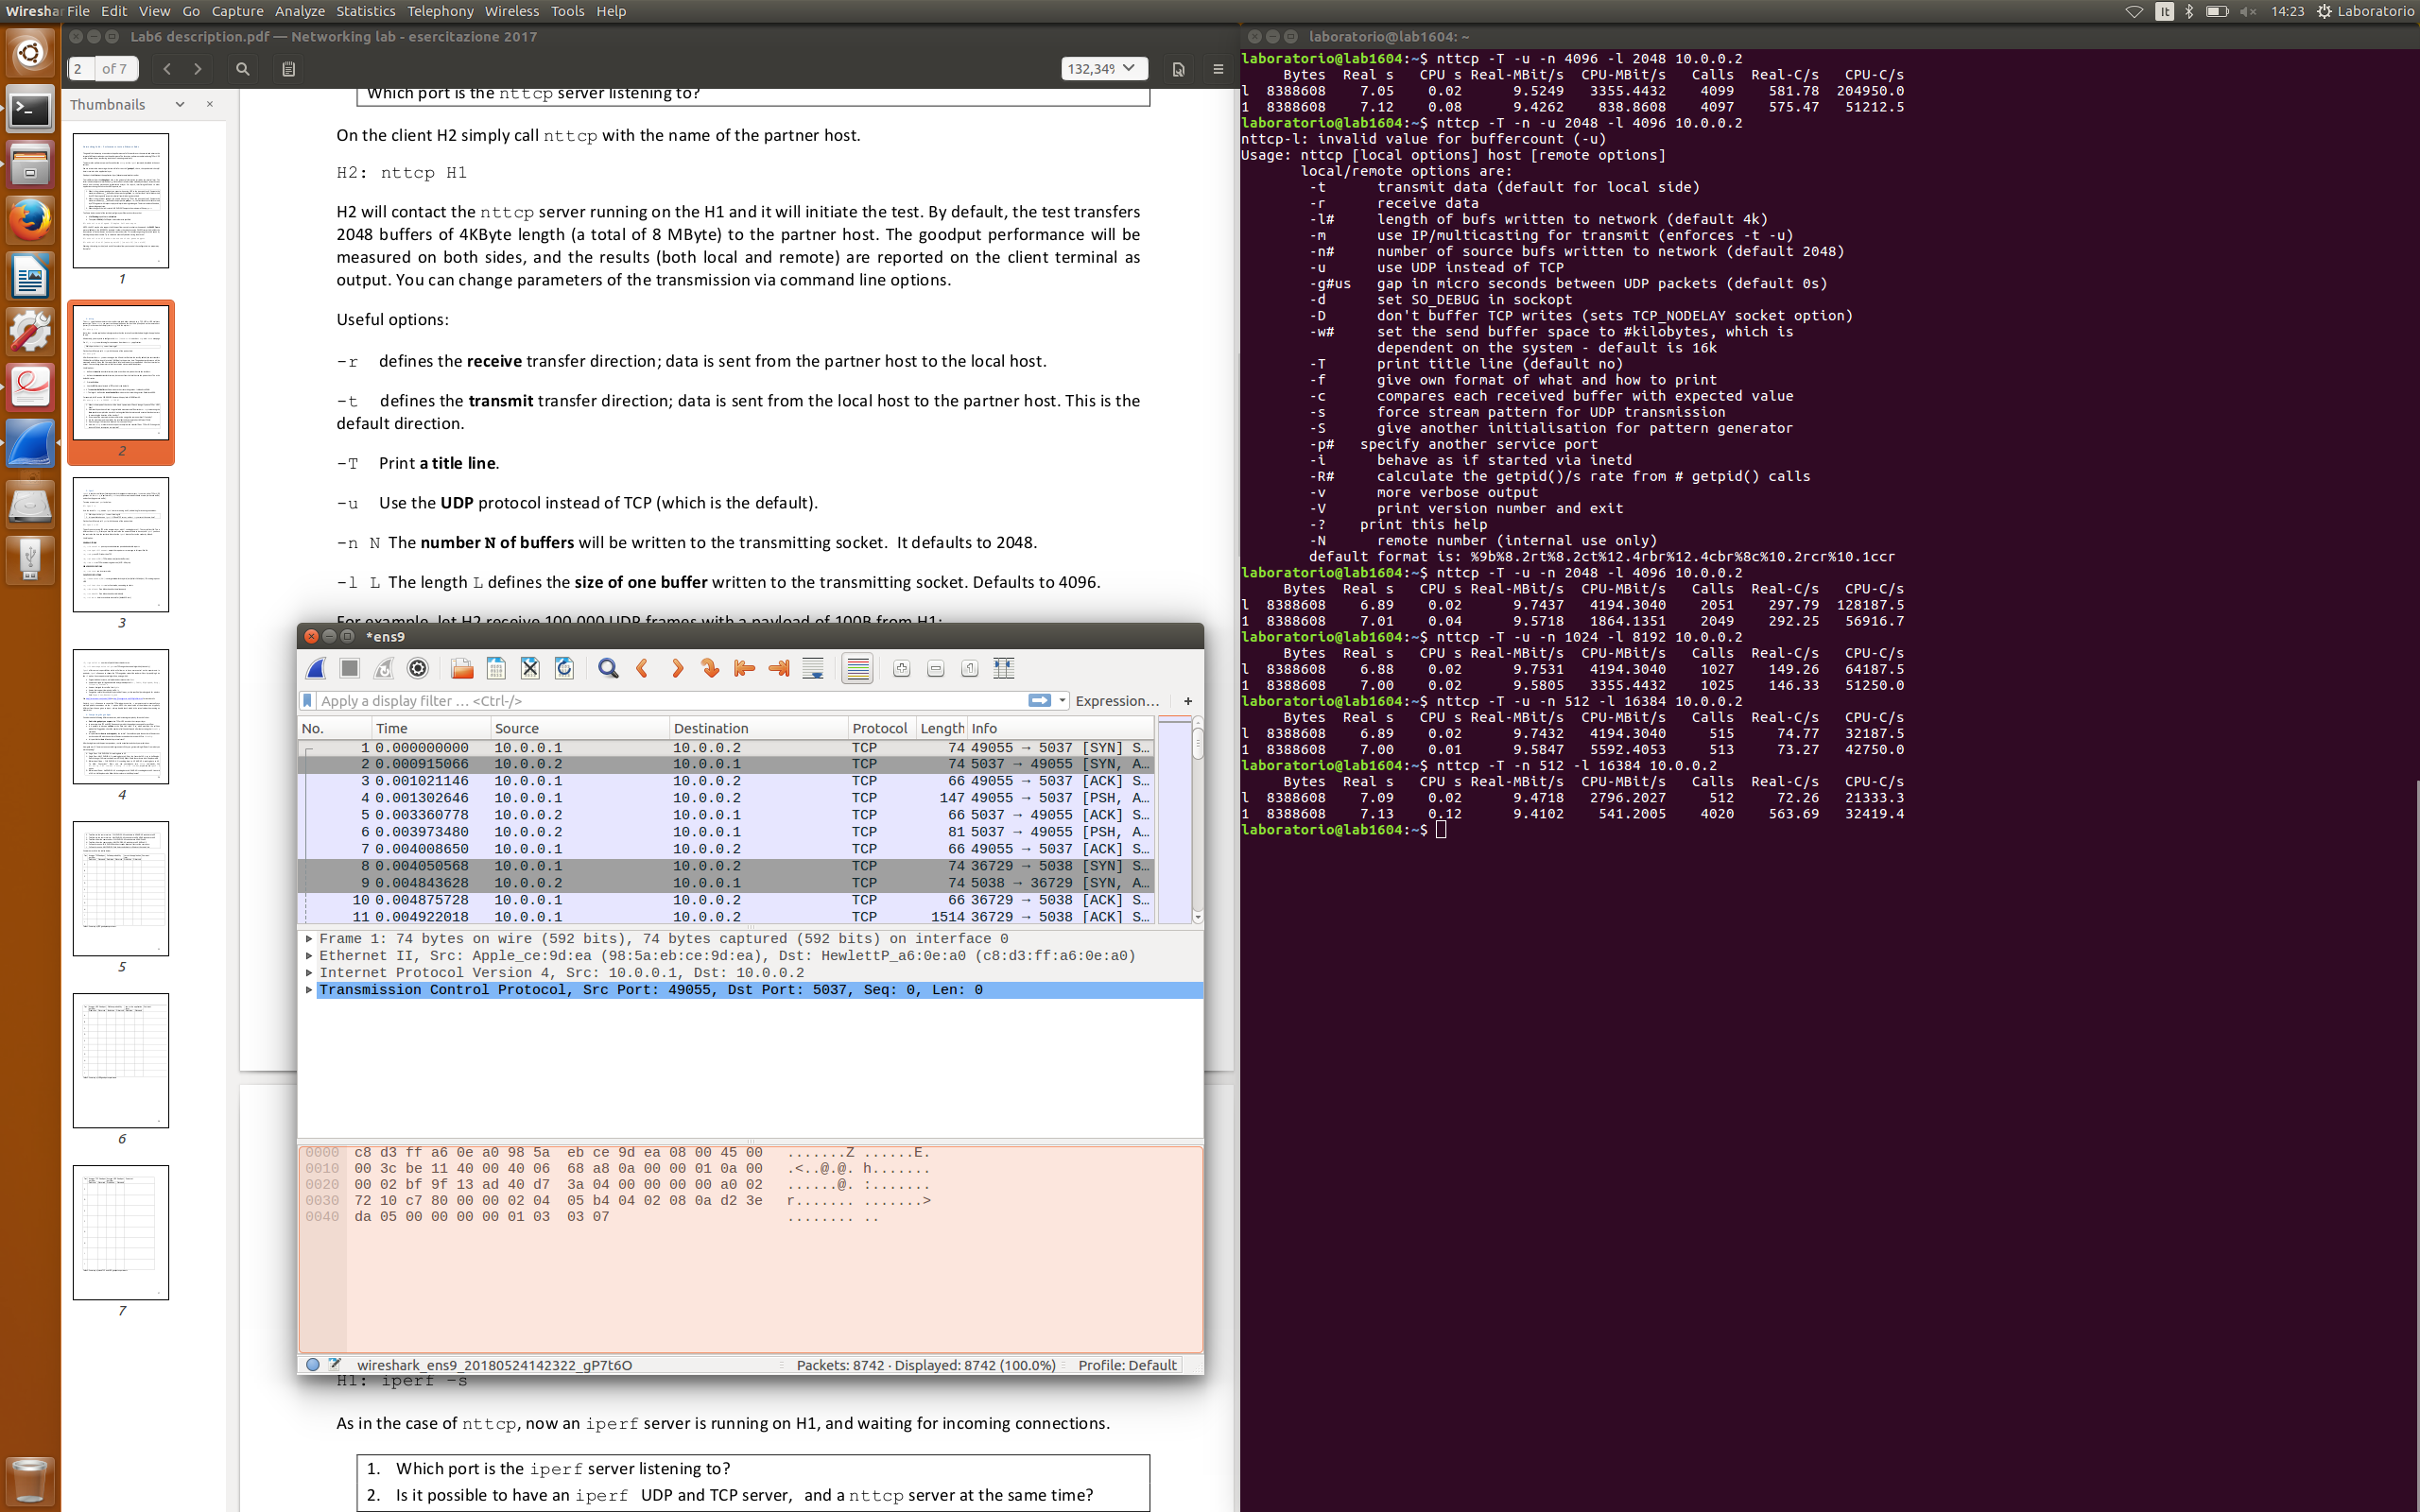 Wiresha File Edit View Go Capture Analyze Statistics Telephony Wireless Tools Help
It 14:23 Laboratorio
Lab6 description.pdf — Networking lab - esercitazione 2017
2 of 7 132,34%
Thumbnails
1
2
3
4
5
6
7
Which port is the nttcp server listening to?
On the client H2 simply call nttcp with the name of the partner host.
H2: nttcp H1
H2 will contact the nttcp server running on the H1 and it will initiate the test. By default, the test transfers
2048 buffers of 4KByte length (a total of 8 MByte) to the partner host. The goodput performance will be
measured on both sides, and the results (both local and remote) are reported on the client terminal as
output. You can change parameters of the transmission via command line options.
Useful options:
-r defines the receive transfer direction; data is sent from the partner host to the local host.
-t defines the transmit transfer direction; data is sent from the local host to the partner host. This is the
default direction.
-T Print a title line.
-u Use the UDP protocol instead of TCP (which is the default).
-n N The number N of buffers will be written to the transmitting socket. It defaults to 2048.
-l L The length L defines the size of one buffer written to the transmitting socket. Defaults to 4096.
For example, let H2 receive 100 000 UDP frames with a payload of 100B from H1:
*ens9
Apply a display filter … <Ctrl-/> Expression… +
No. Time Source Destination Protocol Length Info
1 0.000000000 10.0.0.1 10.0.0.2 TCP 74 49055 → 5037 [SYN] S…
2 0.000915066 10.0.0.2 10.0.0.1 TCP 74 5037 → 49055 [SYN, A…
3 0.001021146 10.0.0.1 10.0.0.2 TCP 66 49055 → 5037 [ACK] S…
4 0.001302646 10.0.0.1 10.0.0.2 TCP 147 49055 → 5037 [PSH, A…
5 0.003360778 10.0.0.2 10.0.0.1 TCP 66 5037 → 49055 [ACK] S…
6 0.003973480 10.0.0.2 10.0.0.1 TCP 81 5037 → 49055 [PSH, A…
7 0.004008650 10.0.0.1 10.0.0.2 TCP 66 49055 → 5037 [ACK] S…
8 0.004050568 10.0.0.1 10.0.0.2 TCP 74 36729 → 5038 [SYN] S…
9 0.004843628 10.0.0.2 10.0.0.1 TCP 74 5038 → 36729 [SYN, A…
10 0.004875728 10.0.0.1 10.0.0.2 TCP 66 36729 → 5038 [ACK] S…
11 0.004922018 10.0.0.1 10.0.0.2 TCP 1514 36729 → 5038 [ACK] S…
Frame 1: 74 bytes on wire (592 bits), 74 bytes captured (592 bits) on interface 0
Ethernet II, Src: Apple_ce:9d:ea (98:5a:eb:ce:9d:ea), Dst: HewlettP_a6:0e:a0 (c8:d3:ff:a6:0e:a0)
Internet Protocol Version 4, Src: 10.0.0.1, Dst: 10.0.0.2
Transmission Control Protocol, Src Port: 49055, Dst Port: 5037, Seq: 0, Len: 0
0000 c8 d3 ff a6 0e a0 98 5a eb ce 9d ea 08 00 45 00 .......Z ......E.
0010 00 3c be 11 40 00 40 06 68 a8 0a 00 00 01 0a 00 .<..@.@. h.......
0020 00 02 bf 9f 13 ad 40 d7 3a 04 00 00 00 00 a0 02 ......@. :.......
0030 72 10 c7 80 00 00 02 04 05 b4 04 02 08 0a d2 3e r....... .......>
0040 da 05 00 00 00 00 01 03 03 07 ........ ..
wireshark_ens9_20180524142322_gP7t6O Packets: 8742 · Displayed: 8742 (100.0%) Profile: Default
H1: iperf -s
As in the case of nttcp, now an iperf server is running on H1, and waiting for incoming connections.
1. Which port is the iperf server listening to?
2. Is it possible to have an iperf UDP and TCP server, and a nttcp server at the same time?
laboratorio@lab1604: ~
laboratorio@lab1604:~$ nttcp -T -u -n 4096 -l 2048 10.0.0.2
Bytes Real s CPU s Real-MBit/s CPU-MBit/s Calls Real-C/s CPU-C/s
l 8388608 7.05 0.02 9.5249 3355.4432 4099 581.78 204950.0
1 8388608 7.12 0.08 9.4262 838.8608 4097 575.47 51212.5
laboratorio@lab1604:~$ nttcp -T -n -u 2048 -l 4096 10.0.0.2
nttcp-l: invalid value for buffercount (-u)
Usage: nttcp [local options] host [remote options]
local/remote options are:
-t transmit data (default for local side)
-r receive data
-l# length of bufs written to network (default 4k)
-m use IP/multicasting for transmit (enforces -t -u)
-n# number of source bufs written to network (default 2048)
-u use UDP instead of TCP
-g#us gap in micro seconds between UDP packets (default 0s)
-d set SO_DEBUG in sockopt
-D don't buffer TCP writes (sets TCP_NODELAY socket option)
-w# set the send buffer space to #kilobytes, which is
dependent on the system - default is 16k
-T print title line (default no)
-f give own format of what and how to print
-c compares each received buffer with expected value
-s force stream pattern for UDP transmission
-S give another initialisation for pattern generator
-p# specify another service port
-i behave as if started via inetd
-R# calculate the getpid()/s rate from # getpid() calls
-v more verbose output
-V print version number and exit
-? print this help
-N remote number (internal use only)
default format is: %9b%8.2rt%8.2ct%12.4rbr%12.4cbr%8c%10.2rcr%10.1ccr
laboratorio@lab1604:~$ nttcp -T -u -n 2048 -l 4096 10.0.0.2
Bytes Real s CPU s Real-MBit/s CPU-MBit/s Calls Real-C/s CPU-C/s
l 8388608 6.89 0.02 9.7437 4194.3040 2051 297.79 128187.5
1 8388608 7.01 0.04 9.5718 1864.1351 2049 292.25 56916.7
laboratorio@lab1604:~$ nttcp -T -u -n 1024 -l 8192 10.0.0.2
Bytes Real s CPU s Real-MBit/s CPU-MBit/s Calls Real-C/s CPU-C/s
l 8388608 6.88 0.02 9.7531 4194.3040 1027 149.26 64187.5
1 8388608 7.00 0.02 9.5805 3355.4432 1025 146.33 51250.0
laboratorio@lab1604:~$ nttcp -T -u -n 512 -l 16384 10.0.0.2
Bytes Real s CPU s Real-MBit/s CPU-MBit/s Calls Real-C/s CPU-C/s
l 8388608 6.89 0.02 9.7432 4194.3040 515 74.77 32187.5
1 8388608 7.00 0.01 9.5847 5592.4053 513 73.27 42750.0
laboratorio@lab1604:~$ nttcp -T -n 512 -l 16384 10.0.0.2
Bytes Real s CPU s Real-MBit/s CPU-MBit/s Calls Real-C/s CPU-C/s
l 8388608 7.09 0.02 9.4718 2796.2027 512 72.26 21333.3
1 8388608 7.13 0.12 9.4102 541.2005 4020 563.69 32419.4
laboratorio@lab1604:~$